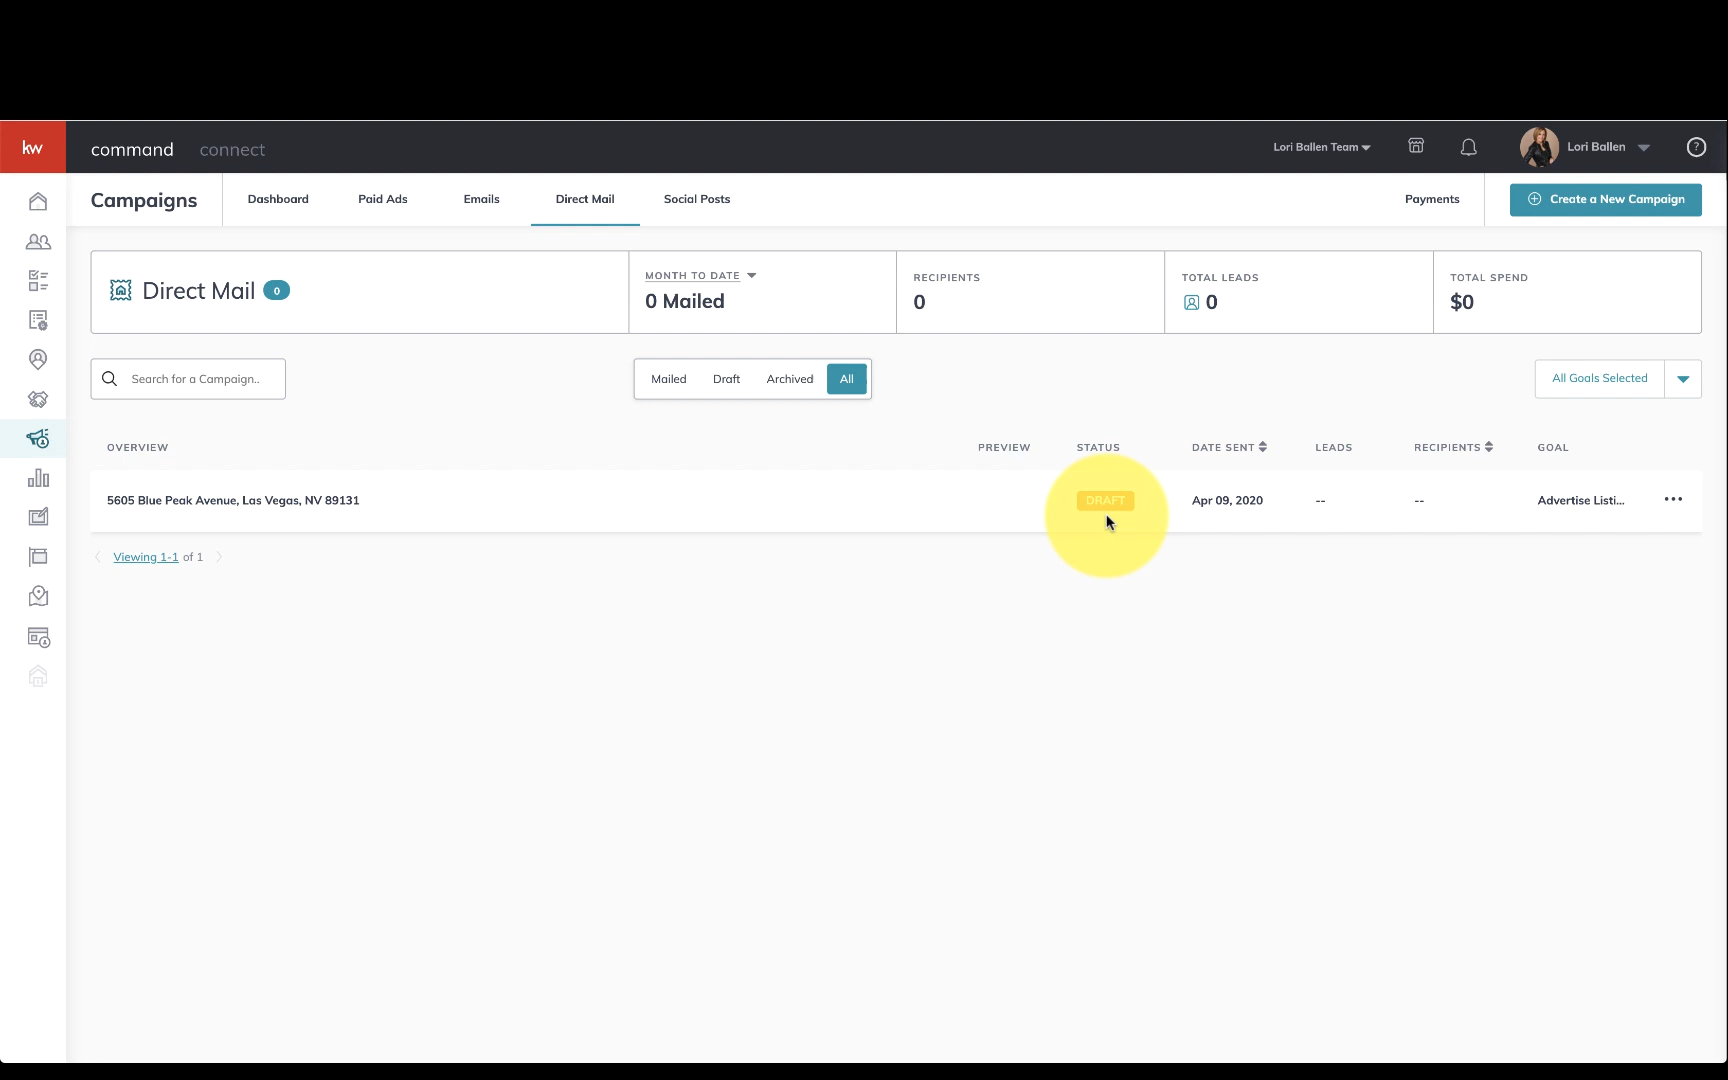 kw command connect Lori Ballen Team Lori Ballen ?
Campaigns Dashboard Paid Ads Emails Direct Mail Social Posts Payments Create a New Campaign
Direct Mail 0
MONTH TO DATE
0 Mailed
RECIPIENTS
0
TOTAL LEADS
0
TOTAL SPEND
$0
Search for a Campaign..
Mailed Draft Archived All
All Goals Selected
OVERVIEW PREVIEW STATUS DATE SENT LEADS RECIPIENTS GOAL
5605 Blue Peak Avenue, Las Vegas, NV 89131 DRAFT Apr 09, 2020 -- -- Advertise Listi... •••
Viewing 1-1 of 1